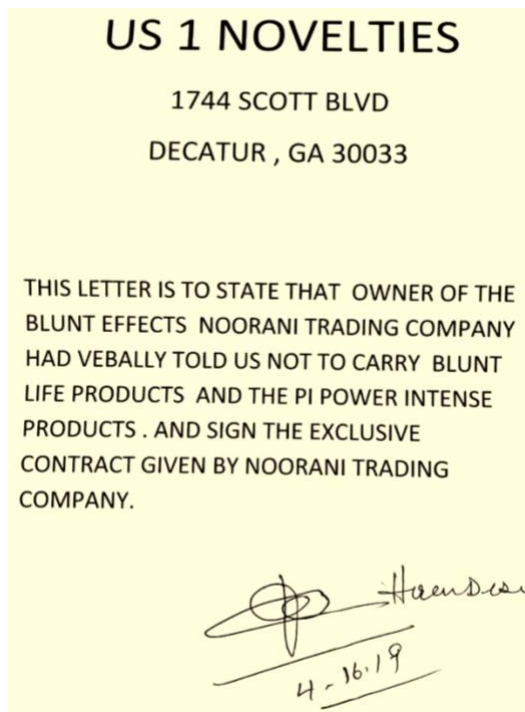 US 1 NOVELTIES
1744 SCOTT BLVD
DECATUR , GA 30033
THIS LETTER IS TO STATE THAT OWNER OF THE
BLUNT EFFECTS NOORANI TRADING COMPANY
HAD VEBALLY TOLD US NOT TO CARRY BLUNT
LIFE PRODUCTS AND THE PI POWER INTENSE
PRODUCTS . AND SIGN THE EXCLUSIVE
CONTRACT GIVEN BY NOORANI TRADING
COMPANY.
4-16-19